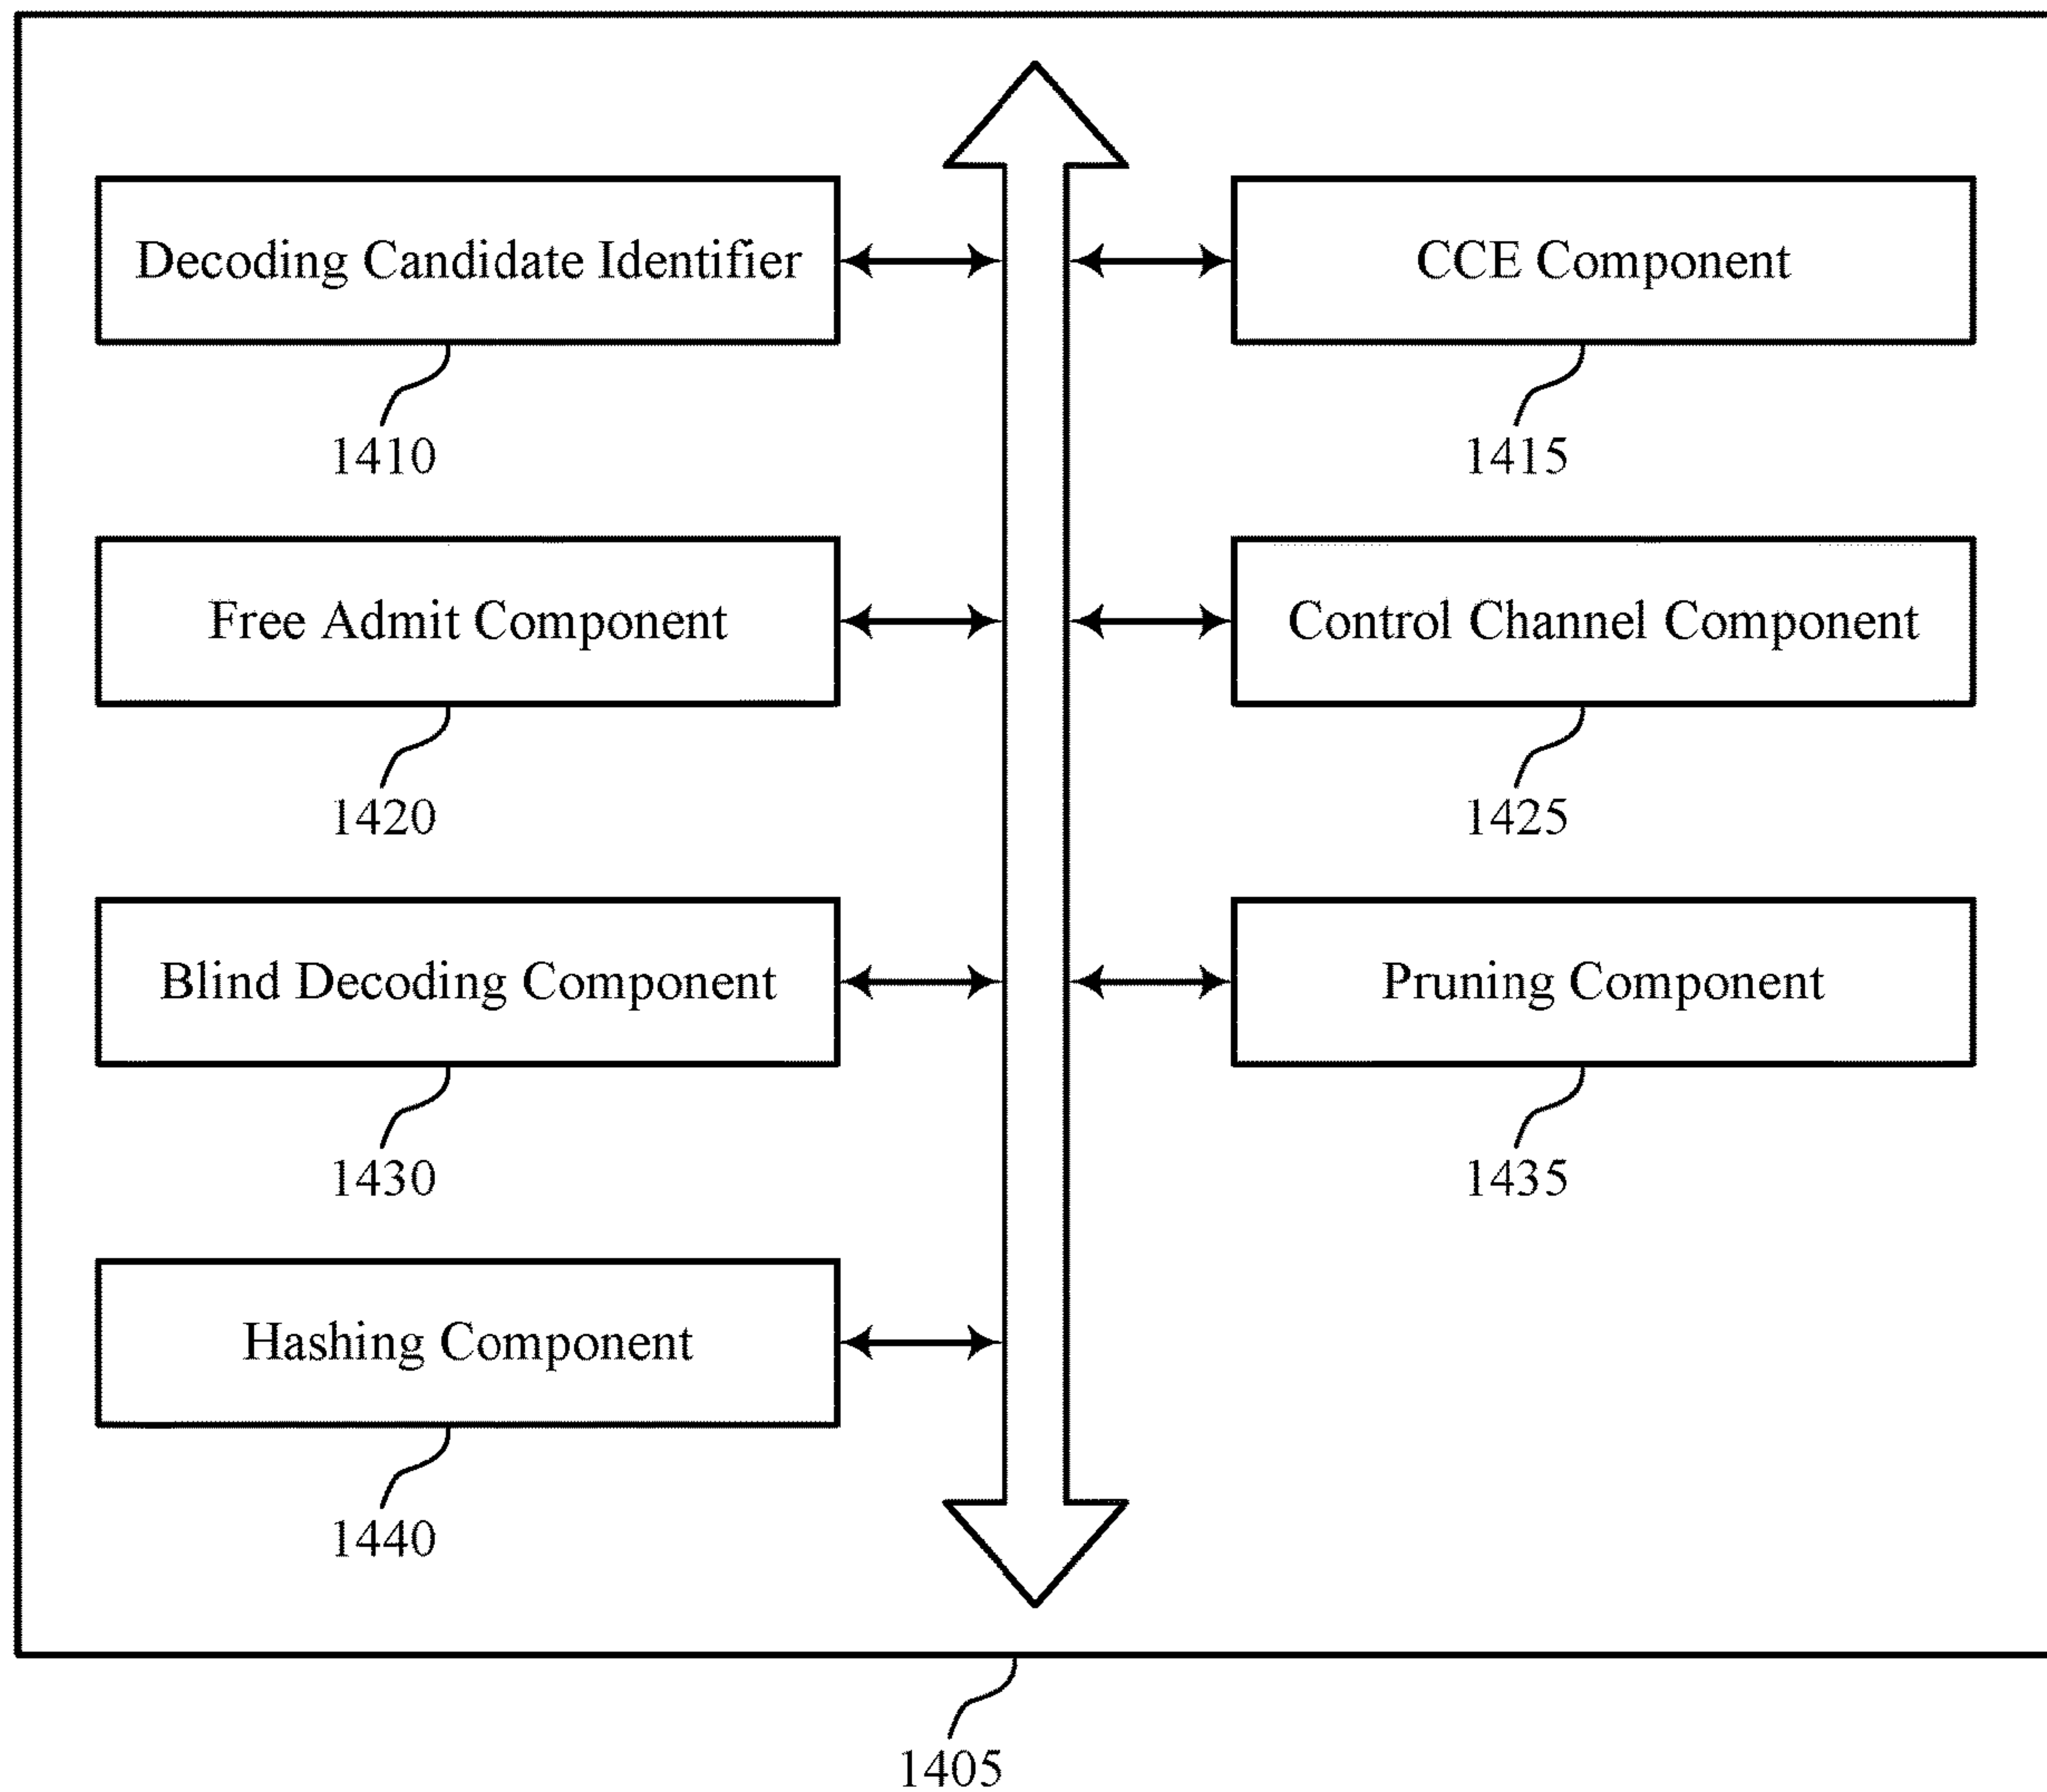 Decoding Candidate Identifier
CCE Component
1410
1415
Free Admit Component
Control Channel Component
1420
1425
Blind Decoding Component
Pruning Component
1430
1435
Hashing Component
1440
1405